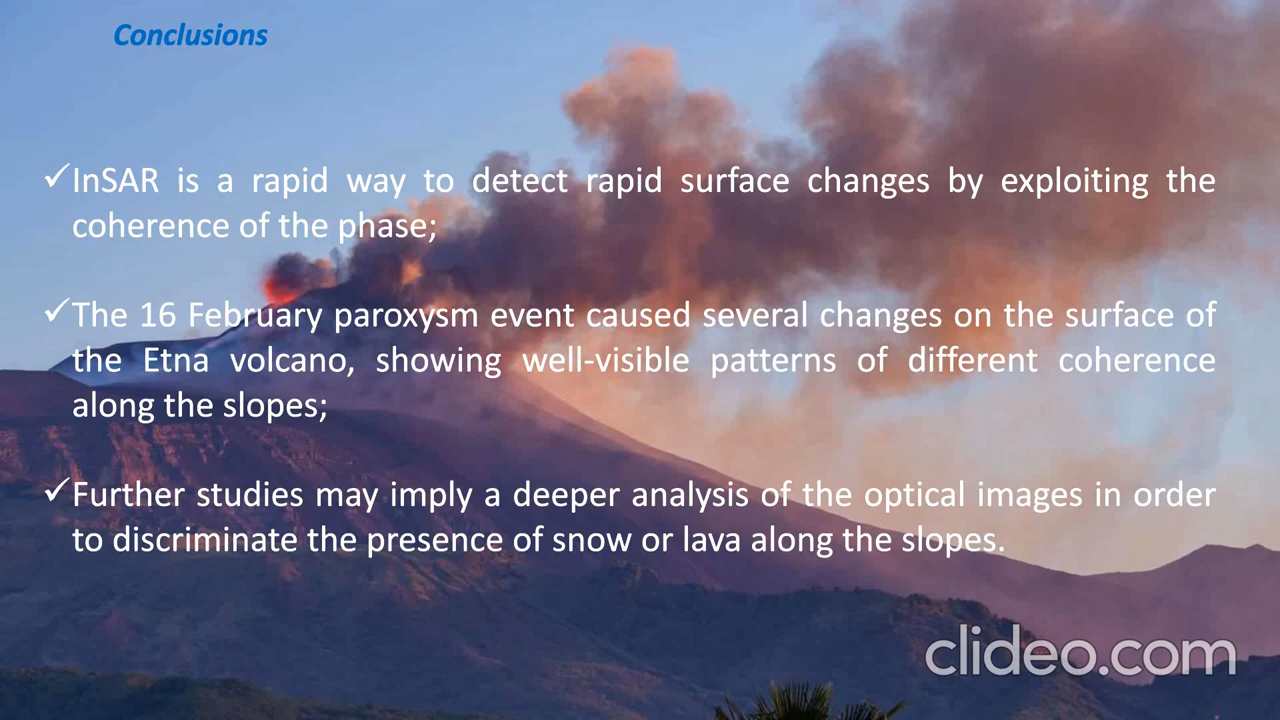 Conclusions
✓InSAR is a rapid way to detect rapid surface changes by exploiting the
coherence of the phase;
✓The 16 February paroxysm event caused several changes on the surface of
the Etna volcano, showing well-visible patterns of different coherence
along the slopes;
✓Further studies may imply a deeper analysis of the optical images in order
to discriminate the presence of snow or lava along the slopes.
clideo.com